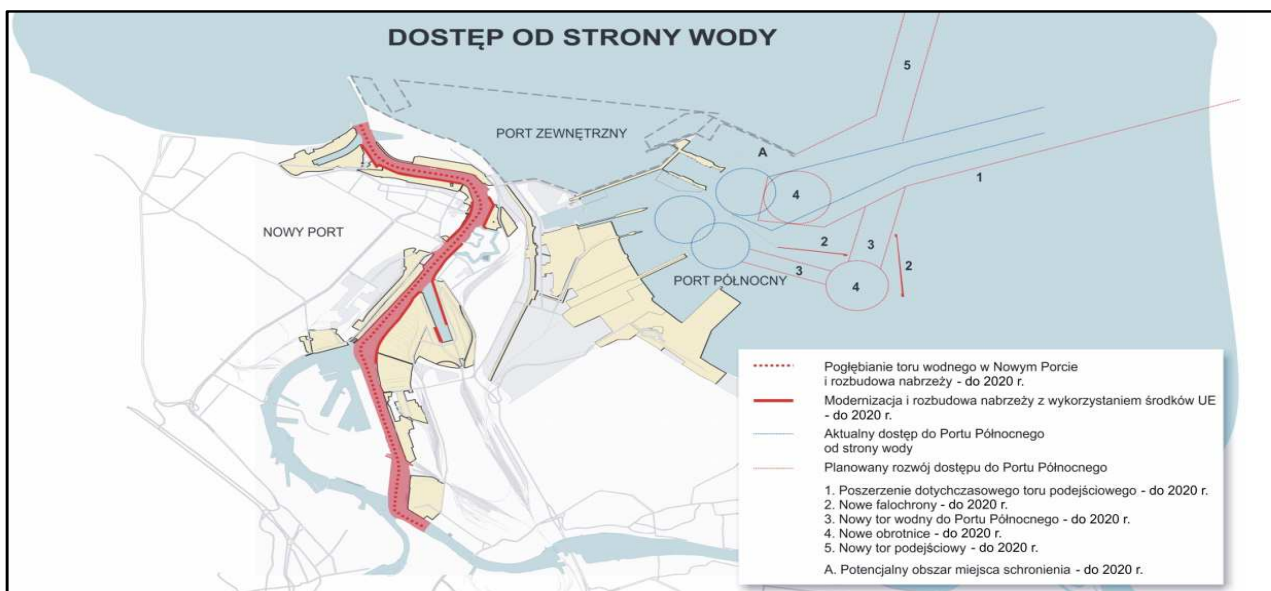 DOSTĘP OD STRONY WODY
5
PORT ZEWNĘTRZNY
A
4
1
NOWY PORT
2
3
2
PORT PÓŁNOCNY
3
4
Pogłębianie toru wodnego w Nowym Porcie
i rozbudowa nabrzeży - do 2020 r.
Modernizacja i rozbudowa nabrzeży z wykorzystaniem środków UE
- do 2020 r.
Aktualny dostęp do Portu Północnego
od strony wody
Planowany rozwój dostępu do Portu Północnego
1. Poszerzenie dotychczasowego toru podejściowego - do 2020 r.
2. Nowe falochrony - do 2020 r.
3. Nowy tor wodny do Portu Północnego - do 2020 r.
4. Nowe obrotnice - do 2020 r.
5. Nowy tor podejściowy - do 2020 r.
A. Potencjalny obszar miejsca schronienia - do 2020 r.